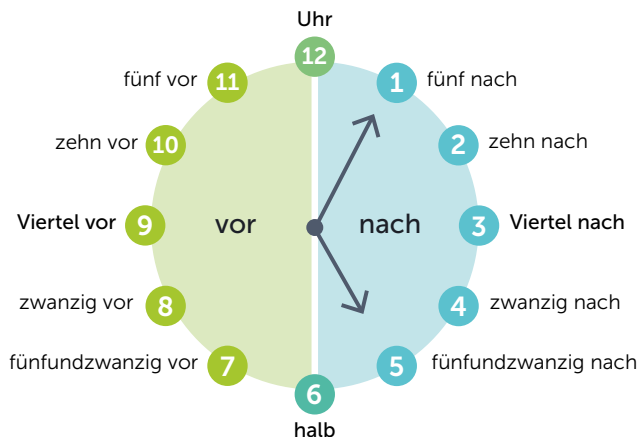 Uhr
12
fünf vor 11 1 fünf nach
zehn vor 10 2 zehn nach
Viertel vor 9 vor nach 3 Viertel nach
zwanzig vor 8 4 zwanzig nach
fünfundzwanzig vor 7 5 fünfundzwanzig nach
6
halb